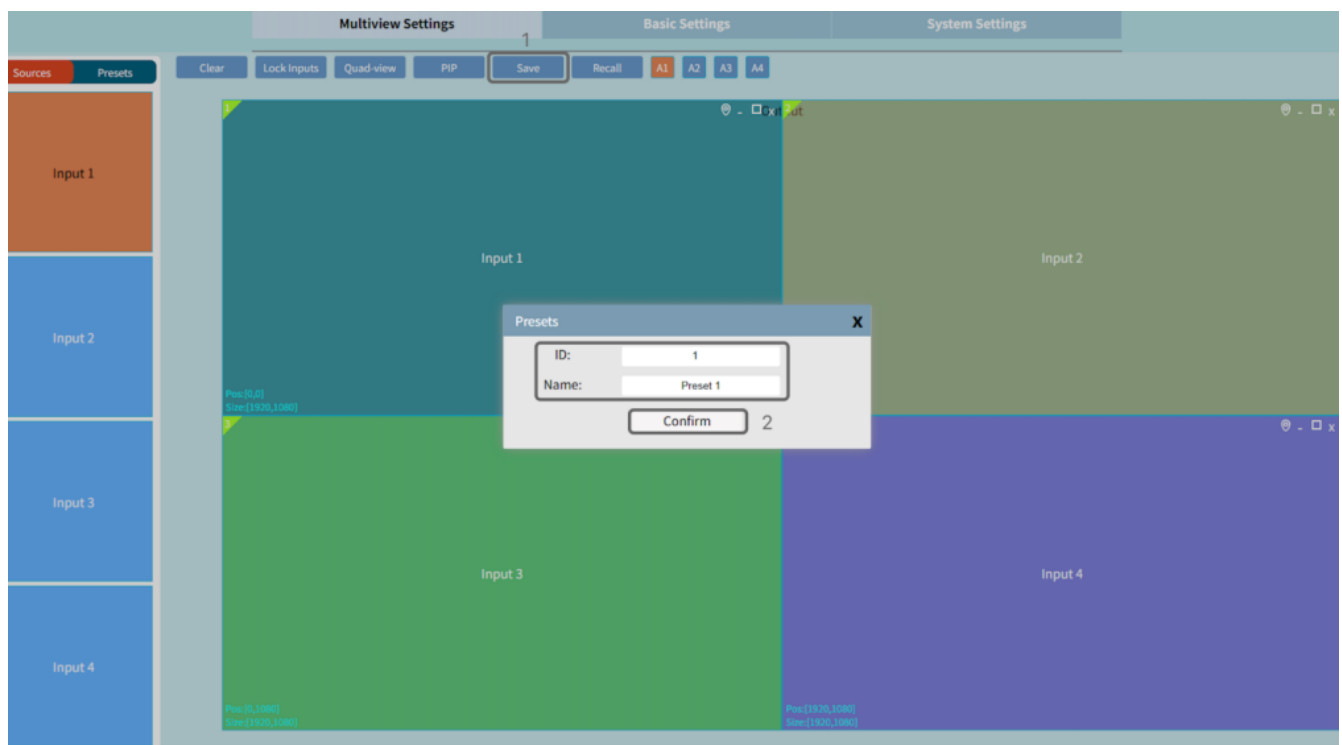 Multiview Settings Basic Settings System Settings
1
Sources Presets Clear Lock Inputs Quad-view PIP Save Recall A1 A2 A3 A4
1 x 2 x
Input 1
Input 1 Input 2
Presets X
Input 2
ID: 1
Name: Preset 1
Pos:[0,0]
Size:[1920,1080]
Confirm 2
3 x
Input 3
Input 3 Input 4
Input 4
Pos:[0,1080] Pos:[1920,1080]
Size:[1920,1080] Size:[1920,1080]